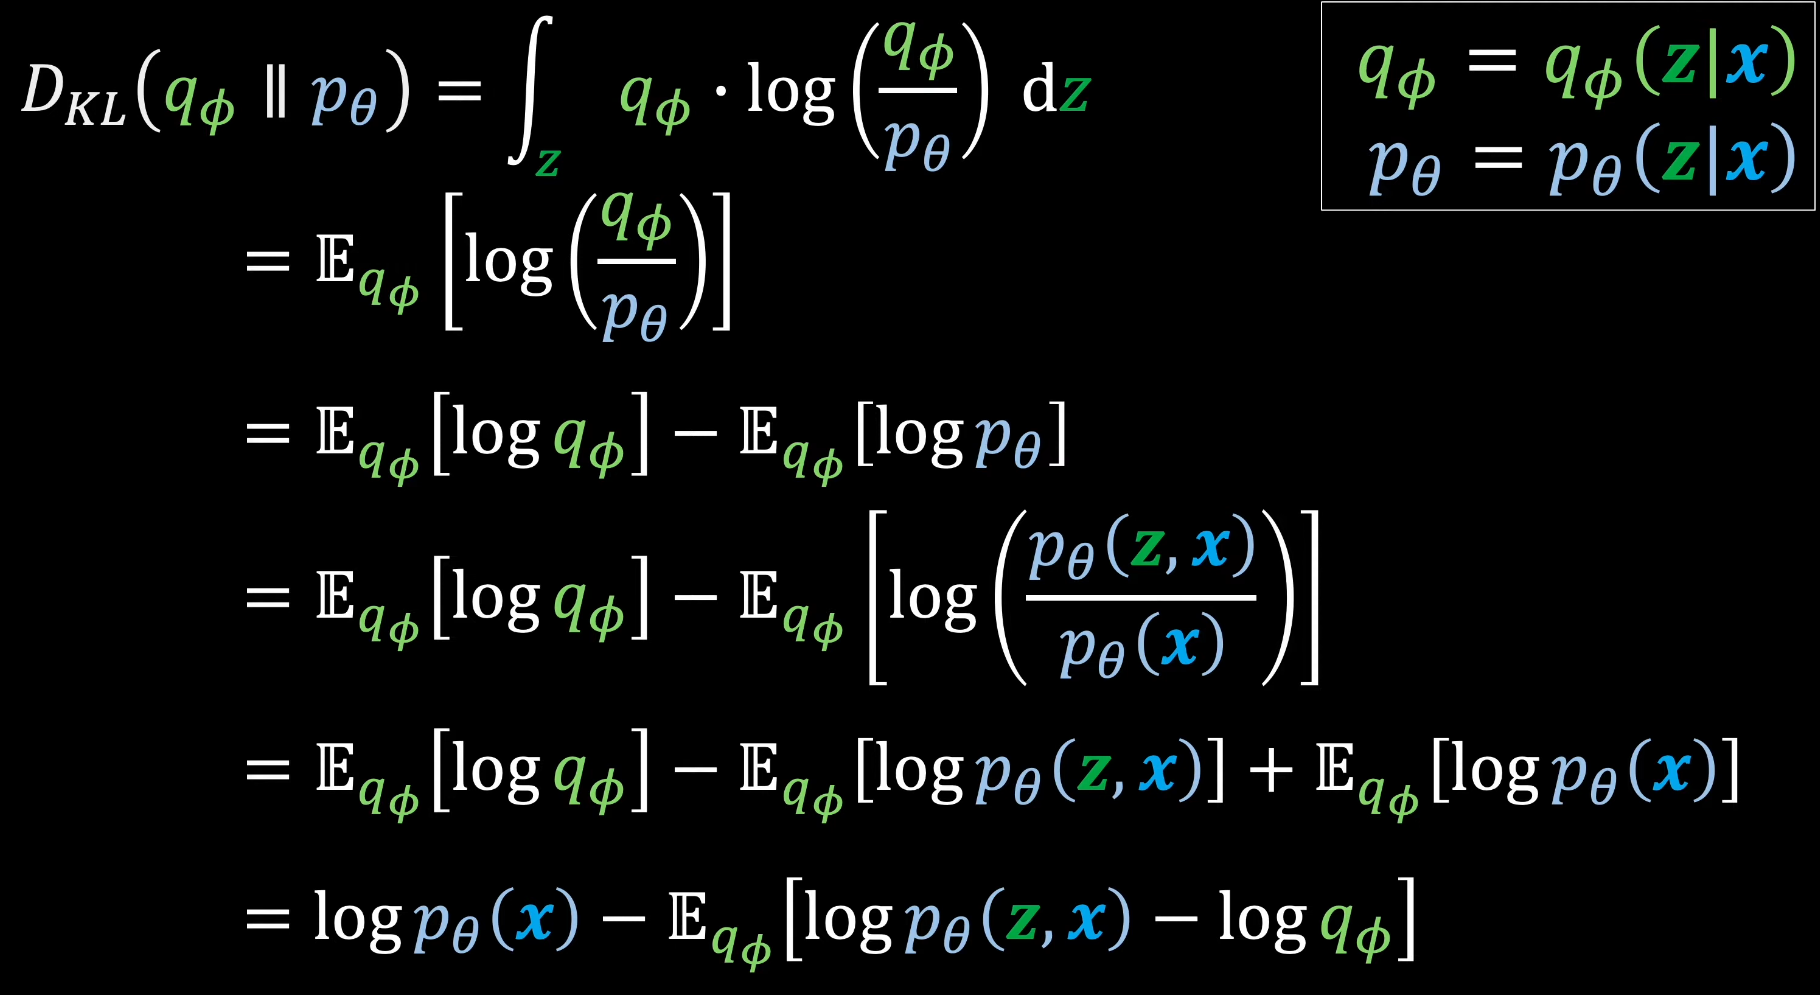 D_KL(q_ϕ ∥ p_θ) = ∫_z q_ϕ · log(q_ϕ / p_θ) dz
q_ϕ = q_ϕ(z|x)
p_θ = p_θ(z|x)
= 𝔼_{q_ϕ}[log(q_ϕ / p_θ)]
= 𝔼_{q_ϕ}[log q_ϕ] − 𝔼_{q_ϕ}[log p_θ]
= 𝔼_{q_ϕ}[log q_ϕ] − 𝔼_{q_ϕ}[log(p_θ(z, x) / p_θ(x))]
= 𝔼_{q_ϕ}[log q_ϕ] − 𝔼_{q_ϕ}[log p_θ(z, x)] + 𝔼_{q_ϕ}[log p_θ(x)]
= log p_θ(x) − 𝔼_{q_ϕ}[log p_θ(z, x) − log q_ϕ]